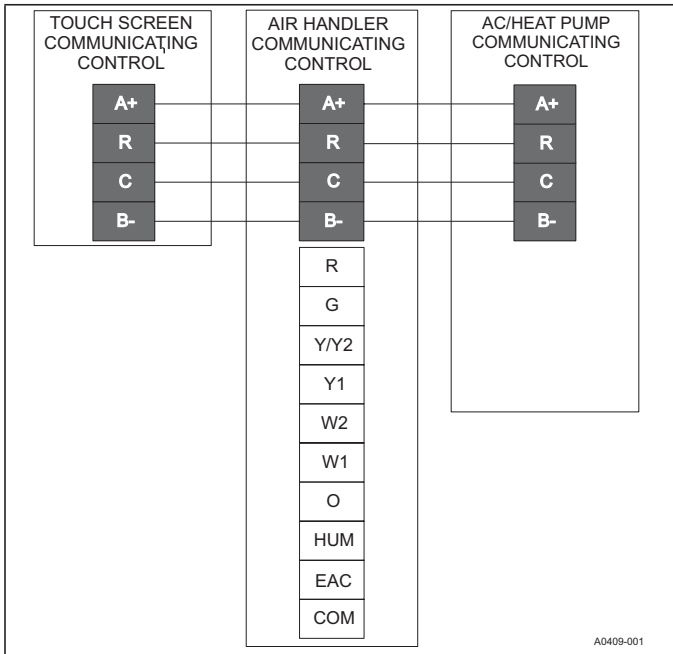 TOUCH SCREEN
COMMUNICATING
CONTROL
A+
R
C
B-
AIR HANDLER
COMMUNICATING
CONTROL
A+
R
C
B-
R
G
Y/Y2
Y1
W2
W1
O
HUM
EAC
COM
AC/HEAT PUMP
COMMUNICATING
CONTROL
A+
R
C
B-
A0409-001